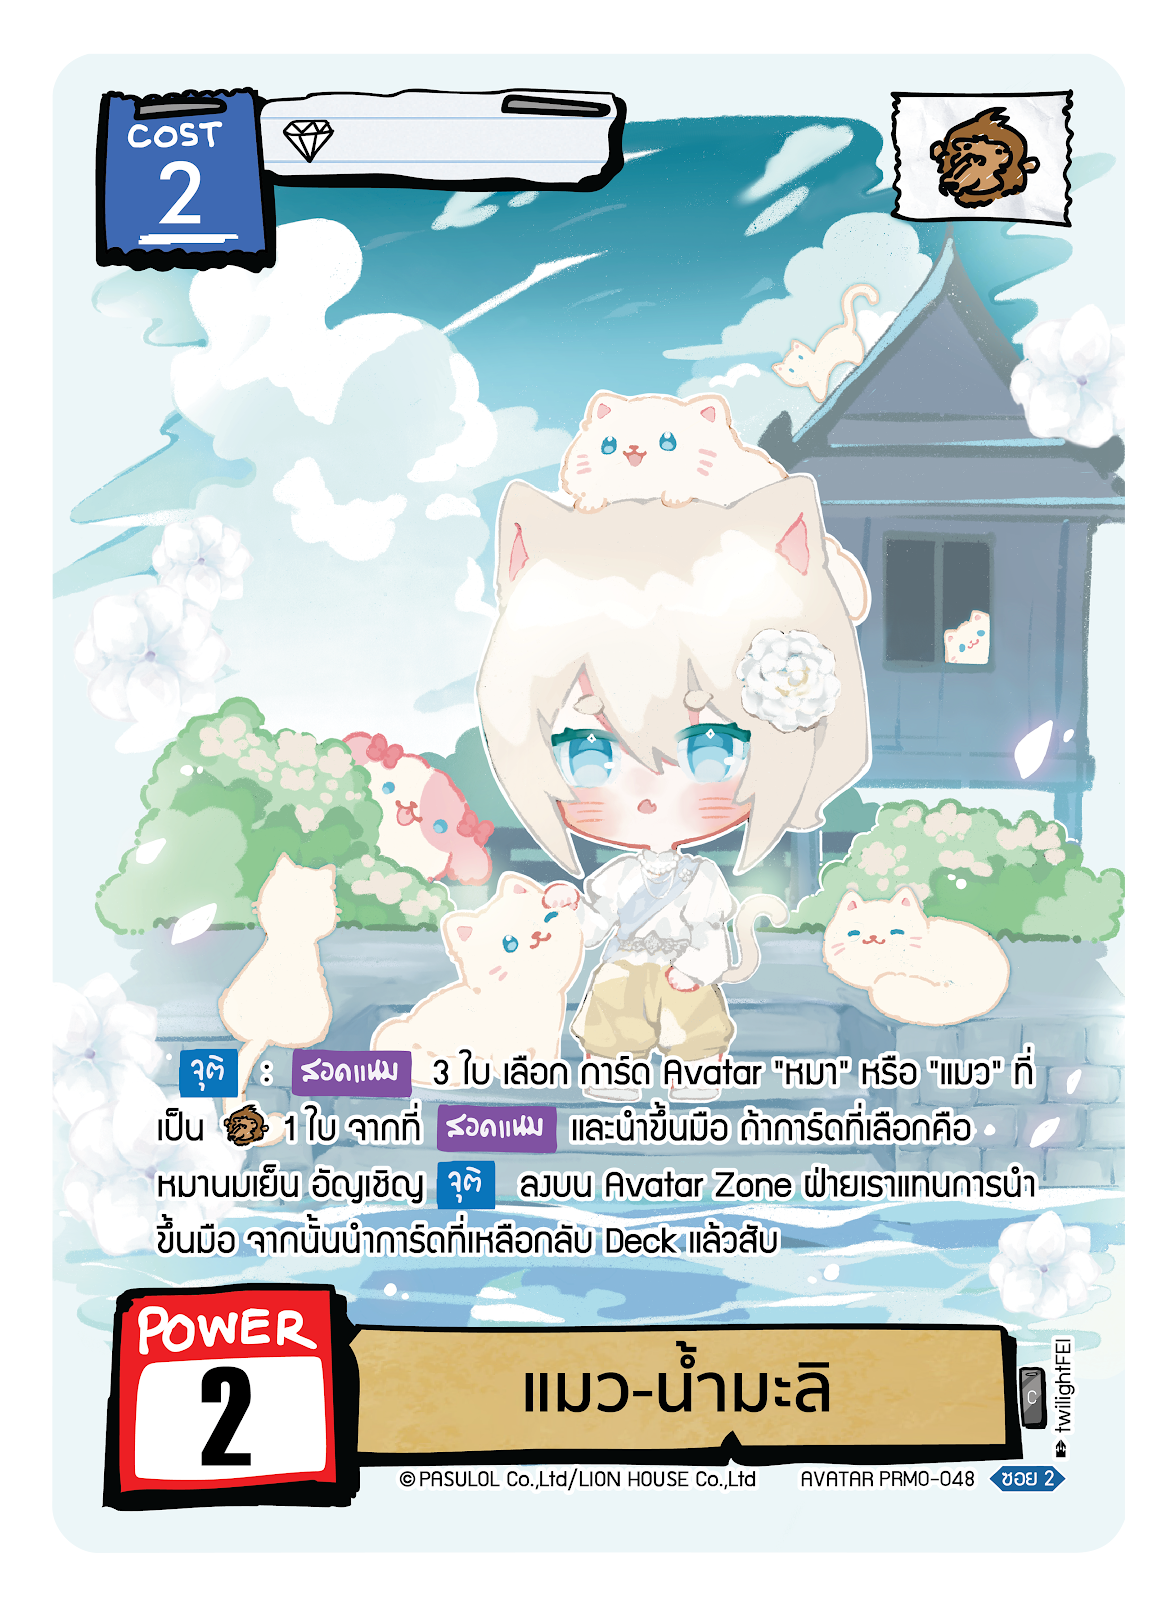 COST
2
จุติ : สอดแนม 3 ใบ เลือก การ์ด Avatar "หมา" หรือ "แมว" ที่
เป็น 1 ใบ จากที่ สอดแนม และนำขึ้นมือ ถ้าการ์ดที่เลือกคือ
หมานมเย็น อัญเชิญ จุติ ลงบน Avatar Zone ฝ่ายเราแทนการนำ
ขึ้นมือ จากนั้นนำการ์ดที่เหลือกลับ Deck แล้วสับ
POWER
2
แมว-น้ำมะลิ
C
twilightFEI
© PASULOL Co.,Ltd/LION HOUSE Co.,Ltd AVATAR PRMO-048 ซอย 2